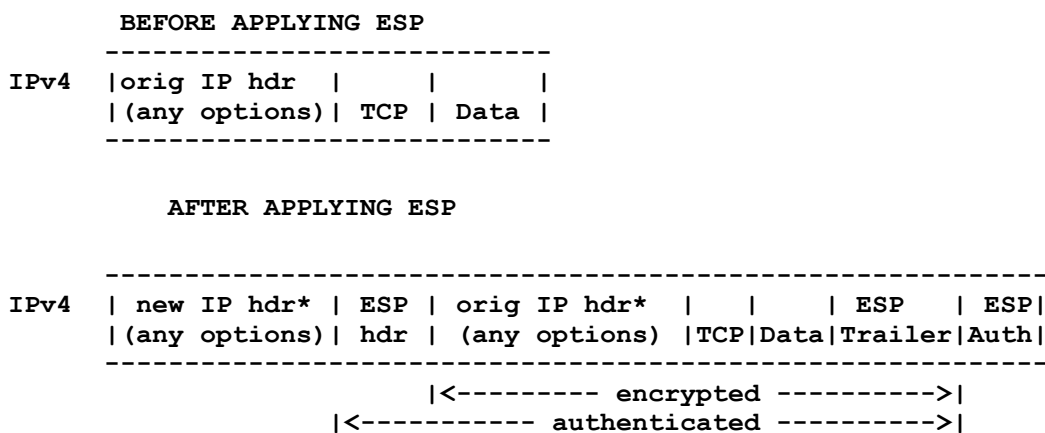 BEFORE APPLYING ESP
----------------------------
IPv4 |orig IP hdr | | |
|(any options)| TCP | Data |
----------------------------
AFTER APPLYING ESP
-----------------------------------------------------------
IPv4 | new IP hdr* | ESP | orig IP hdr* | | | ESP | ESP|
|(any options)| hdr | (any options) |TCP|Data|Trailer|Auth|
-----------------------------------------------------------
|<--------- encrypted ---------->|
|<----------- authenticated ---------->|